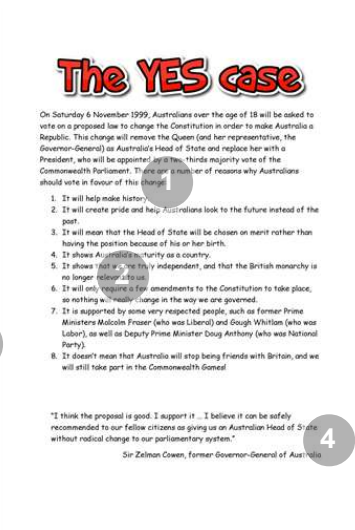 The YES case
On Saturday 6 November 1999, Australians over the age of 18 will be asked to
vote on a proposed law to change the Constitution in order to make Australia a
Republic. This change will remove the Queen (and her representative, the
Governor-General) as Australia's Head of State and replace her with a
President, who will be appointed by a two-thirds majority vote of the
Commonwealth Parliament. There are a number of reasons why Australians
should vote in favour of this change!
1. It will help make history.
2. It will create pride and help Australians look to the future instead of the
past.
3. It will mean that the Head of State will be chosen on merit rather than
having the position because of his or her birth.
4. It shows Australia's maturity as a country.
5. It shows that we are truly independent, and that the British monarchy is
no longer relevant to us.
6. It will only require a few amendments to the Constitution to take place,
so nothing will really change in the way we are governed.
7. It is supported by some very respected people, such as former Prime
Ministers Malcolm Fraser (who was Liberal) and Gough Whitlam (who was
Labor), as well as Deputy Prime Minister Doug Anthony (who was National
Party).
8. It doesn't mean that Australia will stop being friends with Britain, and we
will still take part in the Commonwealth Games!
"I think the proposal is good. I support it ... I believe it can be safely
recommended to our fellow citizens as giving us an Australian Head of State
without radical change to our parliamentary system."
Sir Zelman Cowen, former Governor-General of Australia
1
2
4